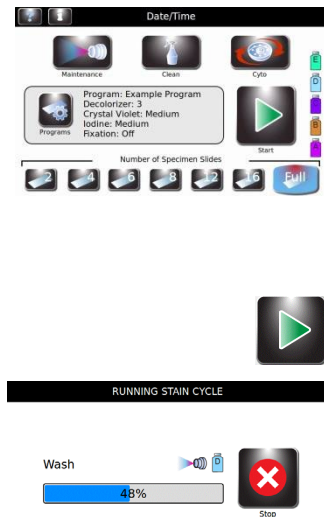 Date/Time
Maintenance
Clean
Cyto
Program: Example Program
Decolorizer: 3
Crystal Violet: Medium
Iodine: Medium
Fixation: Off
Programs
Start
Number of Specimen Slides
2 4 6 8 12 16 Full
E
D
B
A
RUNNING STAIN CYCLE
Wash
D
48%
Stop